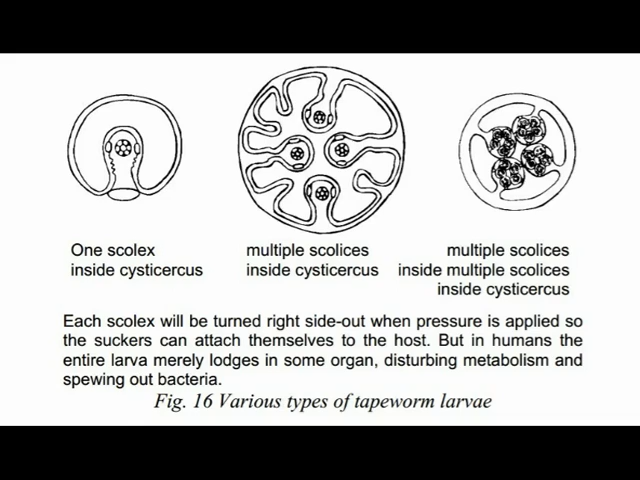 One scolex
inside cysticercus
multiple scolices
inside cysticercus
multiple scolices
inside multiple scolices
inside cysticercus
Each scolex will be turned right side-out when pressure is applied so
the suckers can attach themselves to the host. But in humans the
entire larva merely lodges in some organ, disturbing metabolism and
spewing out bacteria.
Fig. 16 Various types of tapeworm larvae